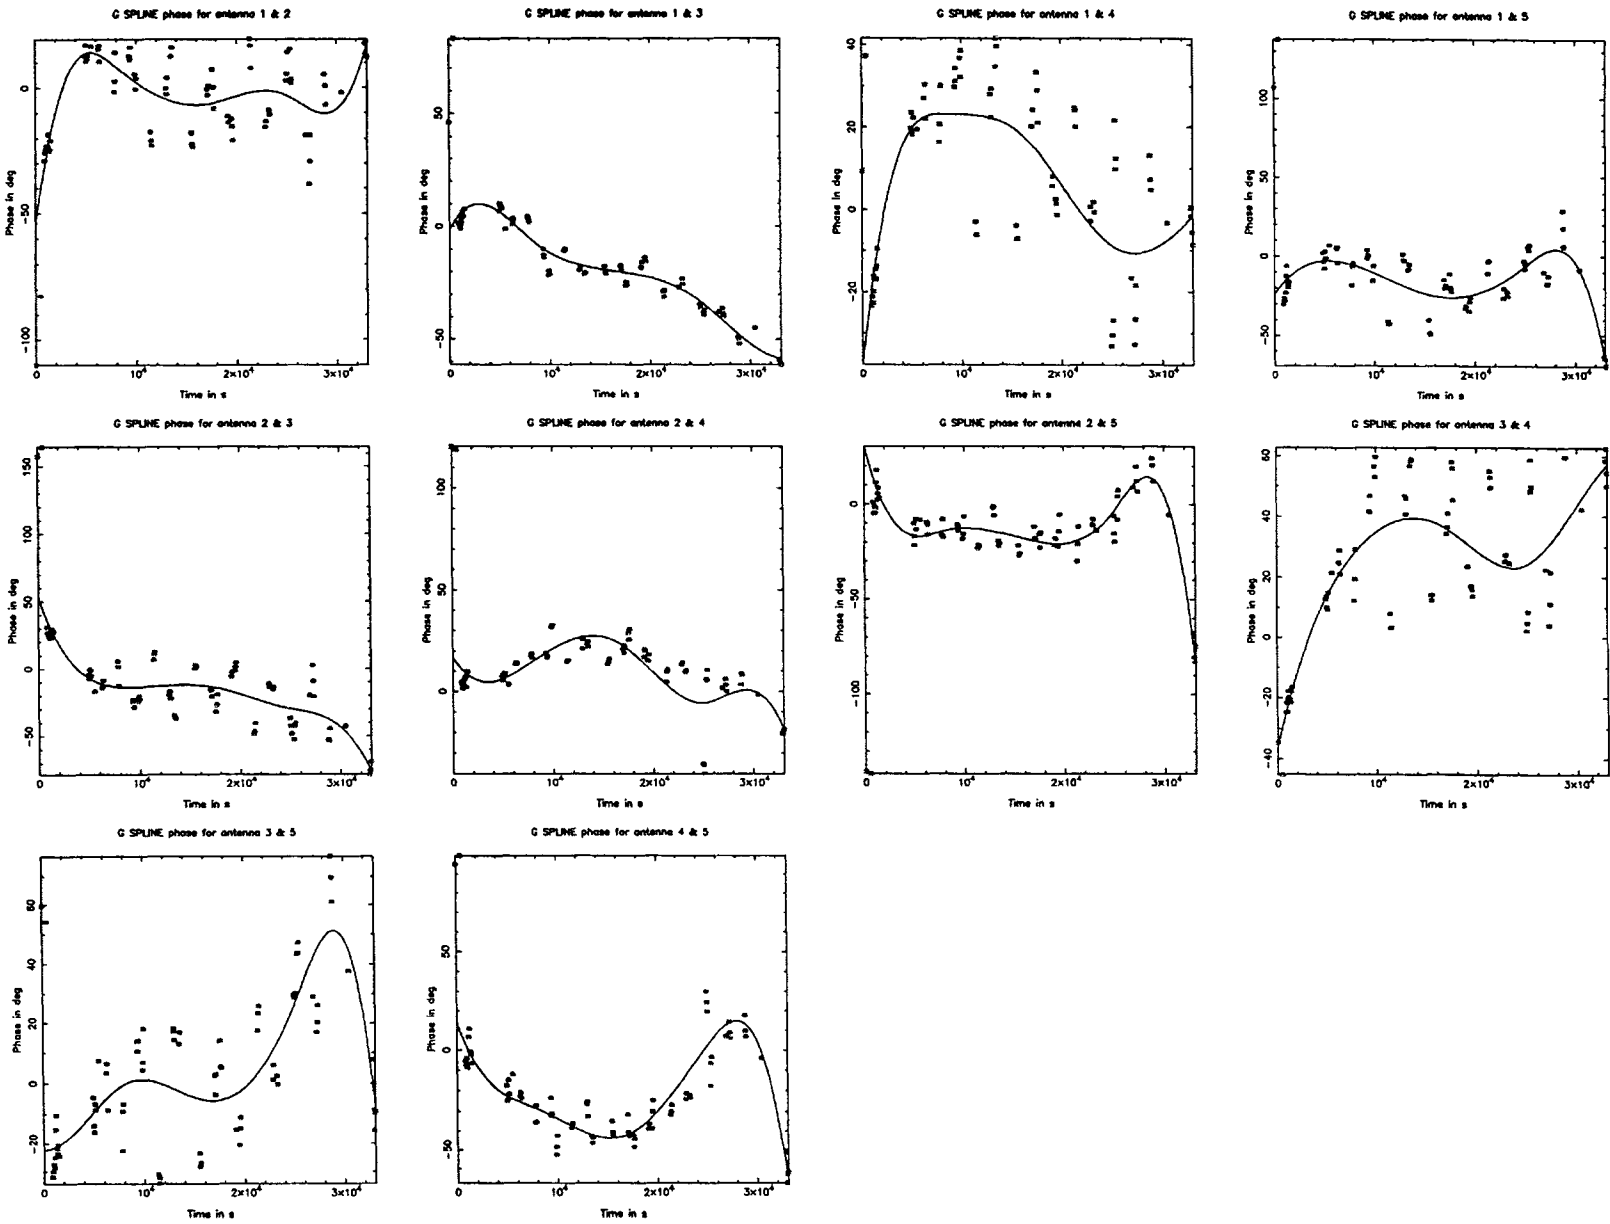 G SPLINE phase for antenna 1 & 2
0
-50
-100
Phase in deg
0
10⁴
2×10⁴
3×10⁴
Time in s
G SPLINE phase for antenna 1 & 3
50
0
-50
Phase in deg
0
10⁴
2×10⁴
3×10⁴
Time in s
G SPLINE phase for antenna 1 & 4
40
20
0
-20
Phase in deg
0
10⁴
2×10⁴
3×10⁴
Time in s
G SPLINE phase for antenna 1 & 5
100
50
0
-50
Phase in deg
0
10⁴
2×10⁴
3×10⁴
Time in s
G SPLINE phase for antenna 2 & 3
150
100
50
0
-50
Phase in deg
0
10⁴
2×10⁴
3×10⁴
Time in s
G SPLINE phase for antenna 2 & 4
100
50
0
Phase in deg
0
10⁴
2×10⁴
3×10⁴
Time in s
G SPLINE phase for antenna 2 & 5
0
-50
-100
Phase in deg
0
10⁴
2×10⁴
3×10⁴
Time in s
G SPLINE phase for antenna 3 & 4
60
40
20
0
-20
-40
Phase in deg
0
10⁴
2×10⁴
3×10⁴
Time in s
G SPLINE phase for antenna 3 & 5
60
40
20
0
-20
Phase in deg
0
10⁴
2×10⁴
3×10⁴
Time in s
G SPLINE phase for antenna 4 & 5
50
0
-50
Phase in deg
0
10⁴
2×10⁴
3×10⁴
Time in s